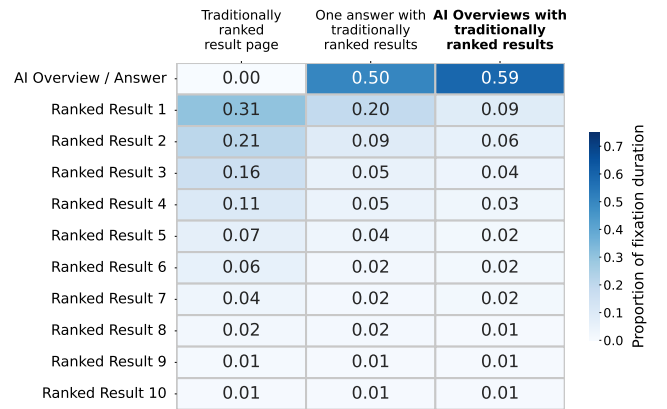 Traditionally
ranked
result page
One answer with
traditionally
ranked results
AI Overviews with
traditionally
ranked results
AI Overview / Answer 0.00 0.50 0.59
Ranked Result 1 0.31 0.20 0.09
Ranked Result 2 0.21 0.09 0.06
Ranked Result 3 0.16 0.05 0.04
Ranked Result 4 0.11 0.05 0.03
Ranked Result 5 0.07 0.04 0.02
Ranked Result 6 0.06 0.02 0.02
Ranked Result 7 0.04 0.02 0.02
Ranked Result 8 0.02 0.02 0.01
Ranked Result 9 0.01 0.01 0.01
Ranked Result 10 0.01 0.01 0.01
0.7
0.6
0.5
0.4
0.3
0.2
0.1
0.0
Proportion of fixation duration